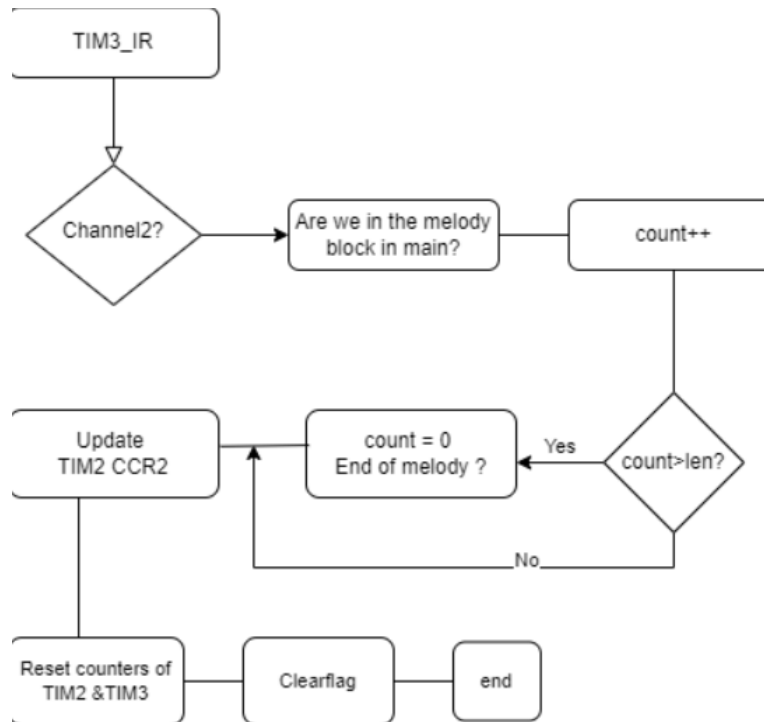 TIM3_IR
Channel2?
Are we in the melody
block in main?
count++
Update
TIM2 CCR2
count = 0
End of melody ?
Yes
count>len?
No
Reset counters of
TIM2 &TIM3
Clearflag
end